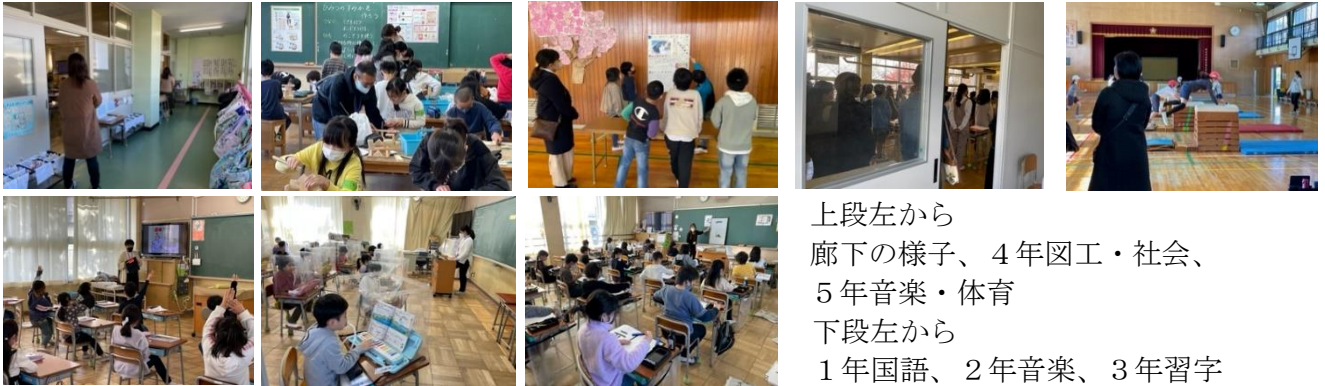 上段左から
廊下の様子、４年図工・社会、
５年音楽・体育
下段左から
１年国語、２年音楽、３年習字